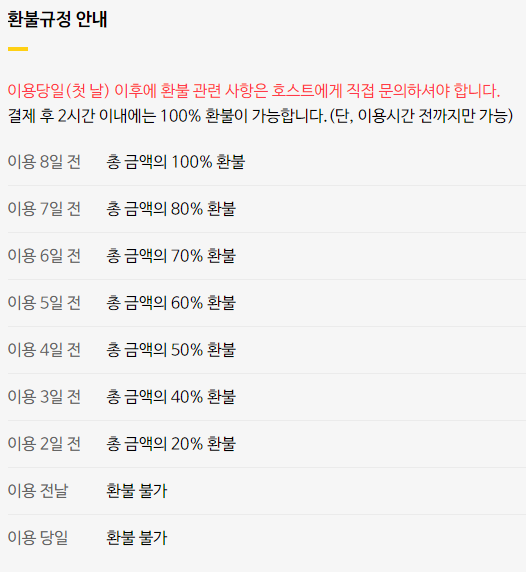 환불규정 안내
이용당일(첫 날) 이후에 환불 관련 사항은 호스트에게 직접 문의하셔야 합니다.
결제 후 2시간 이내에는 100% 환불이 가능합니다.(단, 이용시간 전까지만 가능)
이용 8일 전 총 금액의 100% 환불
이용 7일 전 총 금액의 80% 환불
이용 6일 전 총 금액의 70% 환불
이용 5일 전 총 금액의 60% 환불
이용 4일 전 총 금액의 50% 환불
이용 3일 전 총 금액의 40% 환불
이용 2일 전 총 금액의 20% 환불
이용 전날 환불 불가
이용 당일 환불 불가